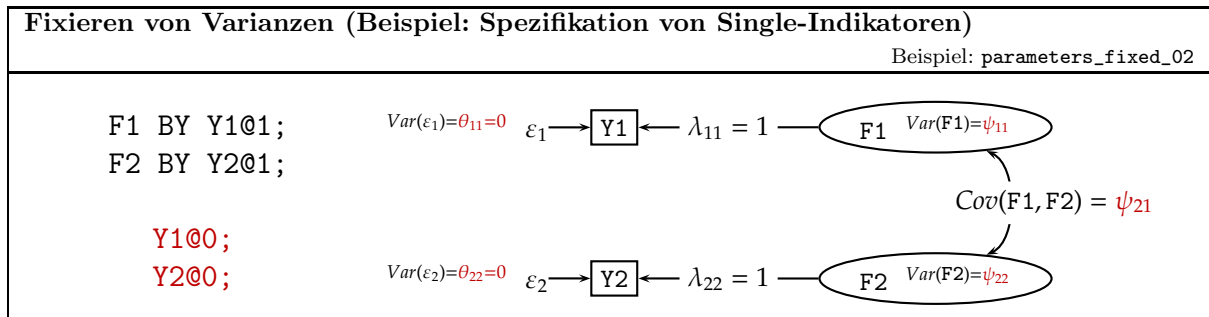 Fixieren von Varianzen (Beispiel: Spezifikation von Single-Indikatoren)
Beispiel: parameters_fixed_02
F1 BY Y1@1;
F2 BY Y2@1;
Y1@0;
Y2@0;
Var(ε₁)=θ₁₁=0 ε₁ Y1 λ₁₁ = 1 F1 Var(F1)=ψ₁₁
Cov(F1, F2) = ψ₂₁
Var(ε₂)=θ₂₂=0 ε₂ Y2 λ₂₂ = 1 F2 Var(F2)=ψ₂₂